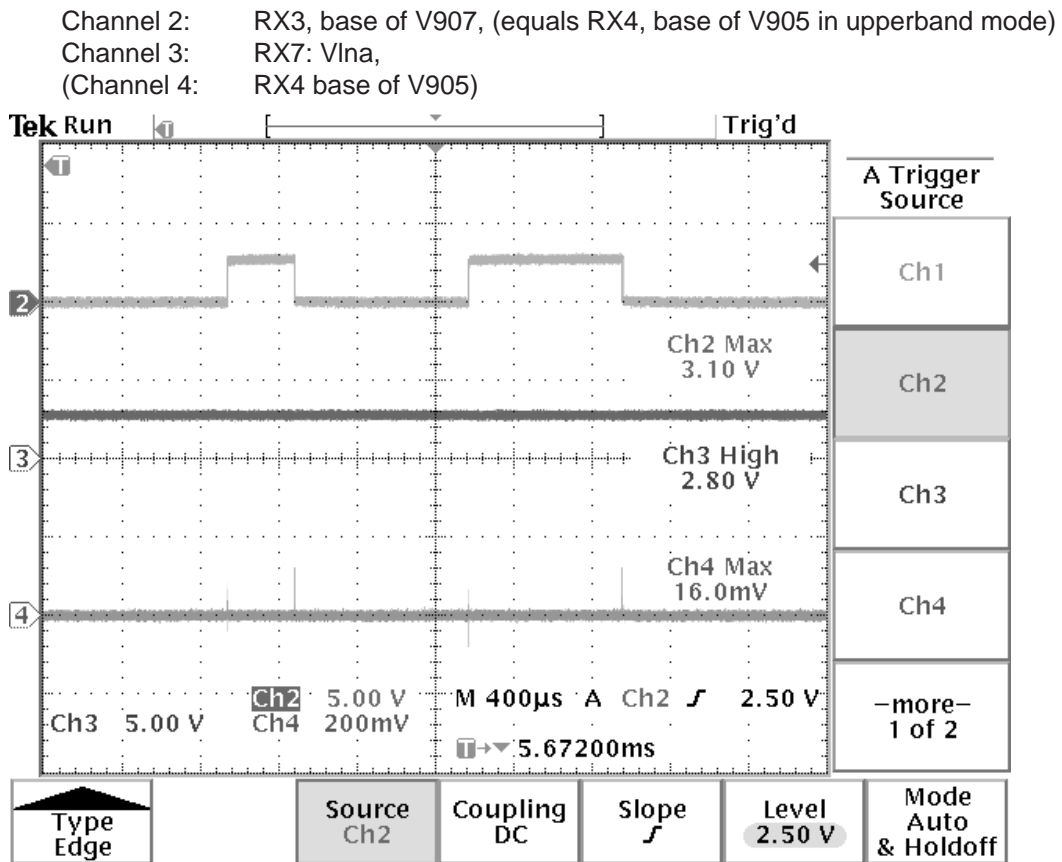 Channel 2: RX3, base of V907, (equals RX4, base of V905 in upperband mode)
Channel 3: RX7: Vlna,
(Channel 4: RX4 base of V905)
Tek Run Trig'd
T
A Trigger
Source
Ch1
2
Ch2 Max
3.10 V
Ch2
3
Ch3 High
2.80 V
Ch3
Ch4 Max
16.0mV
4
Ch4
Ch2 5.00 V M 400µs A Ch2 2.50 V
Ch3 5.00 V Ch4 200mV
T 5.67200ms
–more–
1 of 2
Type
Edge
Source
Ch2
Coupling
DC
Slope
Level
2.50 V
Mode
Auto
& Holdoff